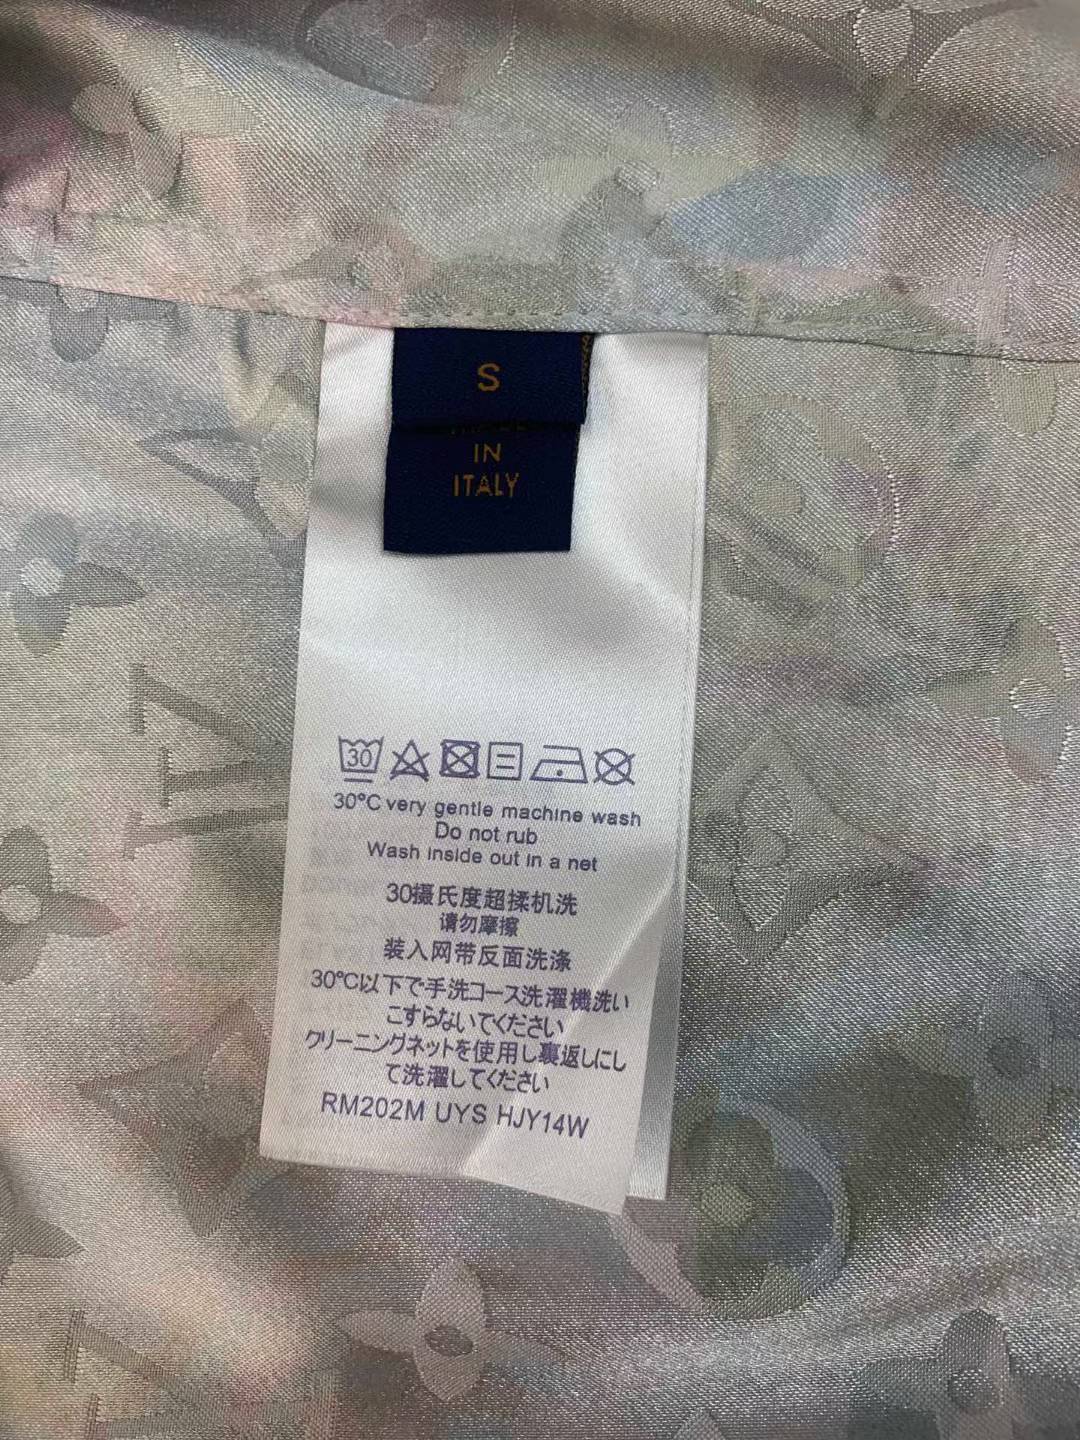 S
IN
ITALY
30
30°C very gentle machine wash
Do not rub
Wash inside out in a net
30摄氏度超揉机洗
请勿摩擦
装入网带反面洗涤
30℃以下で手洗コース洗濯機洗い
こすらないでください
クリーニングネットを使用し裏返しにし
て洗濯してください
RM202M UYS HJY14W